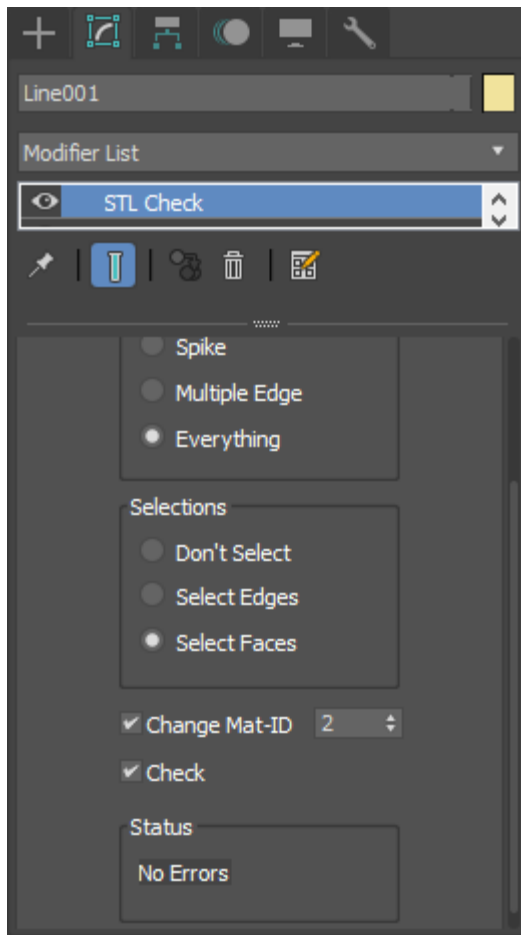 Line001
Modifier List
STL Check
Spike
Multiple Edge
Everything
Selections
Don't Select
Select Edges
Select Faces
Change Mat-ID 2
Check
Status
No Errors